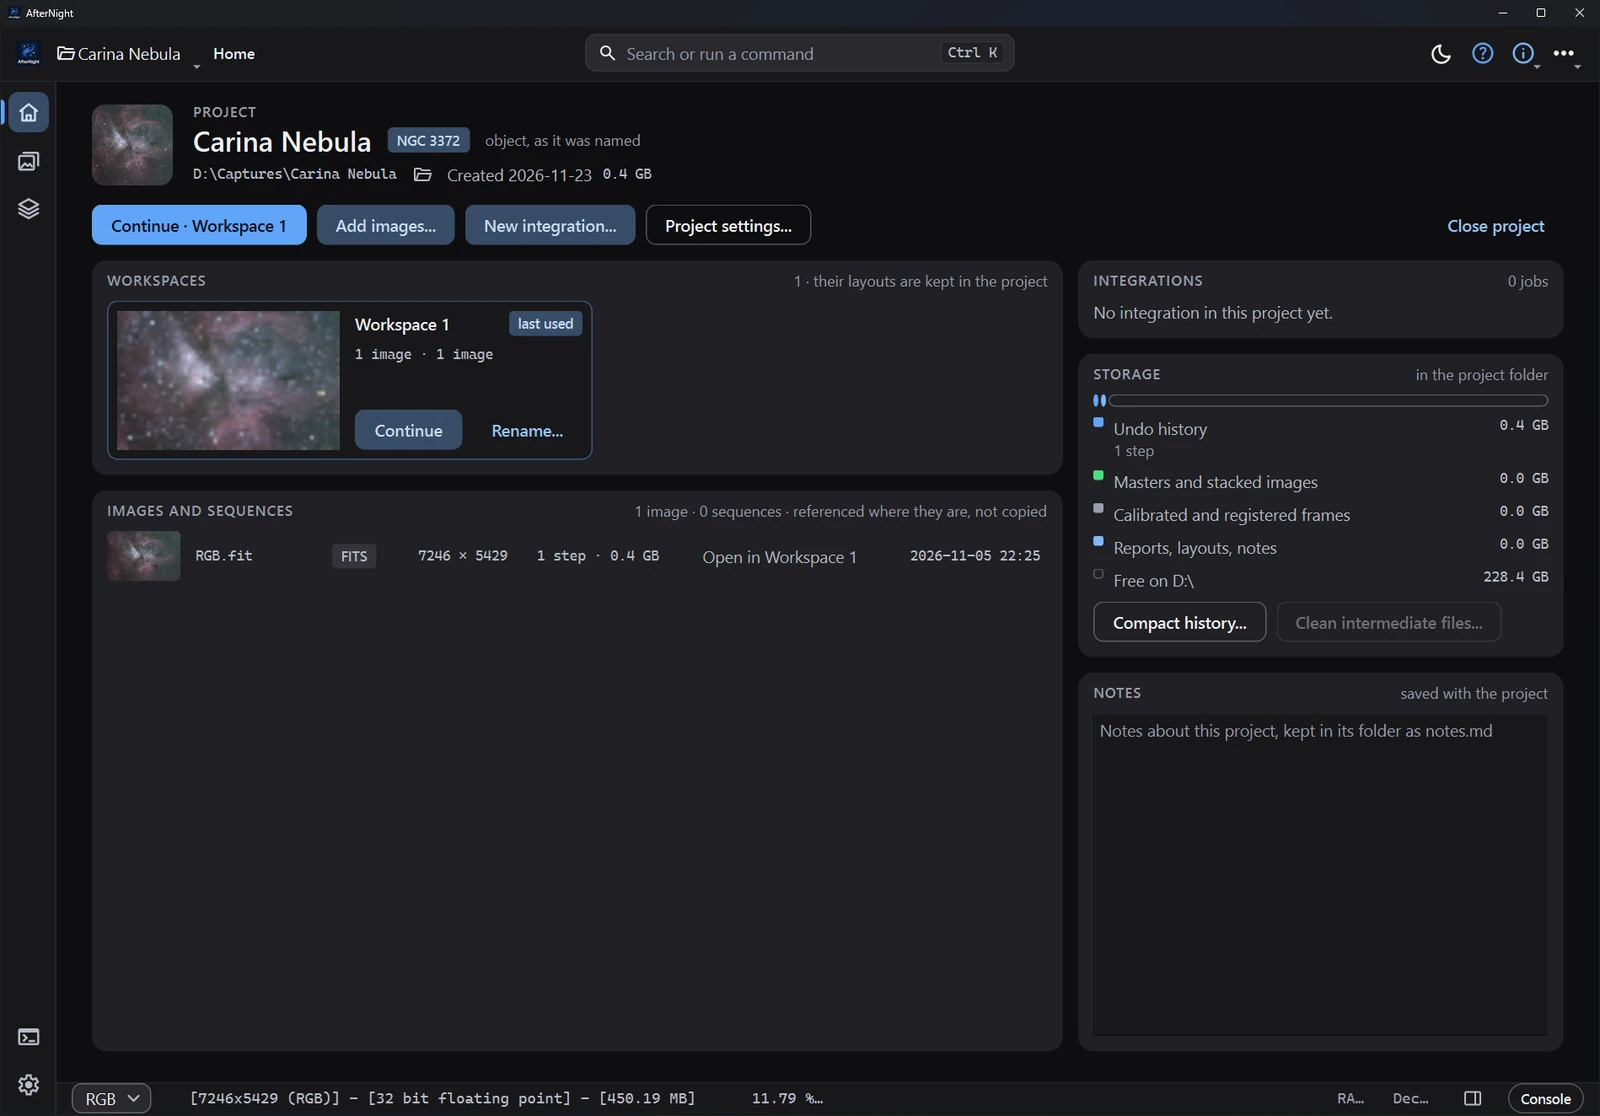 AfterNight
Carina Nebula
Home
Search or run a command
Ctrl K
PROJECT
Carina Nebula
NGC 3372
object, as it was named
D:\Captures\Carina Nebula
Created 2026-11-23
0.4 GB
Continue · Workspace 1
Add images...
New integration...
Project settings...
Close project
WORKSPACES
1 · their layouts are kept in the project
Workspace 1
last used
1 image · 1 image
Continue
Rename...
IMAGES AND SEQUENCES
1 image · 0 sequences · referenced where they are, not copied
RGB.fit
FITS
7246 × 5429
1 step · 0.4 GB
Open in Workspace 1
2026-11-05 22:25
INTEGRATIONS
0 jobs
No integration in this project yet.
STORAGE
in the project folder
Undo history
0.4 GB
1 step
Masters and stacked images
0.0 GB
Calibrated and registered frames
0.0 GB
Reports, layouts, notes
0.0 GB
Free on D:\
228.4 GB
Compact history...
Clean intermediate files...
NOTES
saved with the project
Notes about this project, kept in its folder as notes.md
RGB
[7246x5429 (RGB)] – [32 bit floating point] – [450.19 MB]
11.79 %…
RA…
Dec…
Console